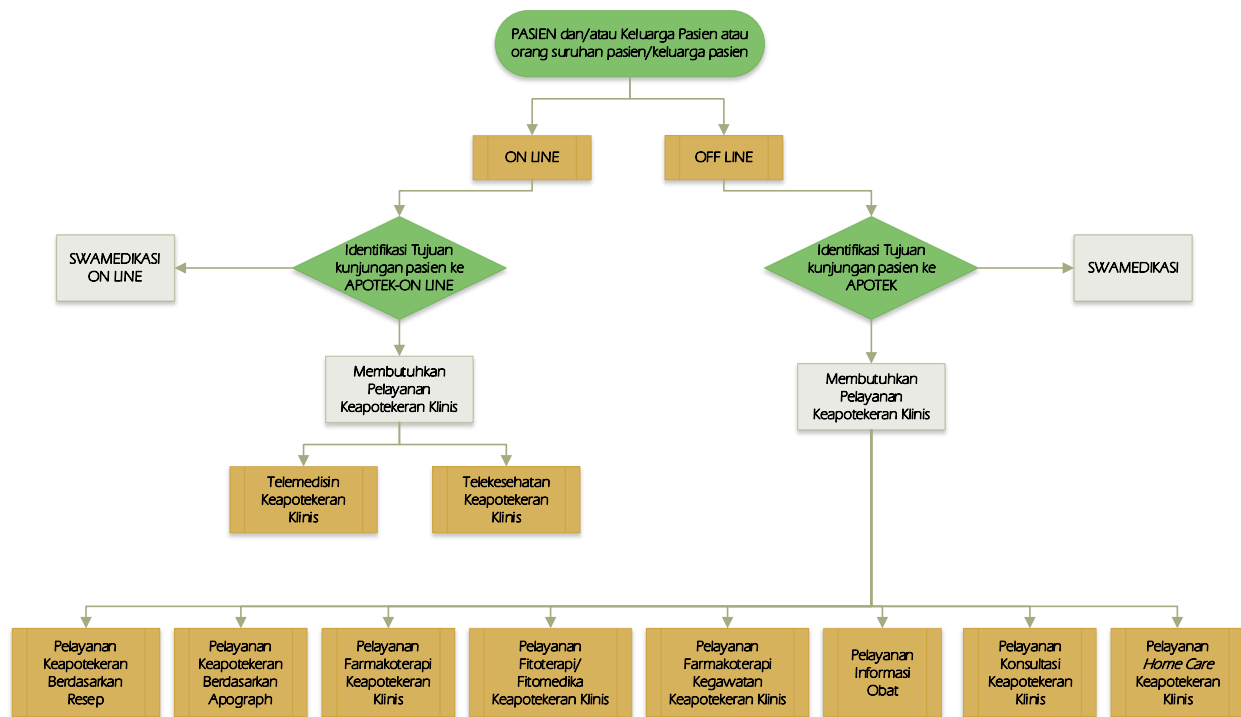 PASIEN dan/atau Keluarga Pasien atau
orang suruhan pasien/keluarga pasien
ON LINE
OFF LINE
SWAMEDIKASI
ON LINE
Identifikasi Tujuan
kunjungan pasien ke
APOTEK-ON LINE
Identifikasi Tujuan
kunjungan pasien ke
APOTEK
SWAMEDIKASI
Membutuhkan
Pelayanan
Keapotekeran Klinis
Membutuhkan
Pelayanan
Keapotekeran Klinis
Telemedisin
Keapotekeran
Klinis
Telekesehatan
Keapotekeran
Klinis
Pelayanan
Keapotekeran
Berdasarkan
Resep
Pelayanan
Keapotekeran
Berdasarkan
Apograph
Pelayanan
Farmakoterapi
Keapotekeran
Klinis
Pelayanan
Fitoterapi/
Fitomedika
Keapotekeran Klinis
Pelayanan
Farmakoterapi
Kegawatan
Keapotekeran Klinis
Pelayanan
Informasi
Obat
Pelayanan
Konsultasi
Keapotekeran
Klinis
Pelayanan
Home Care
Keapotekeran
Klinis